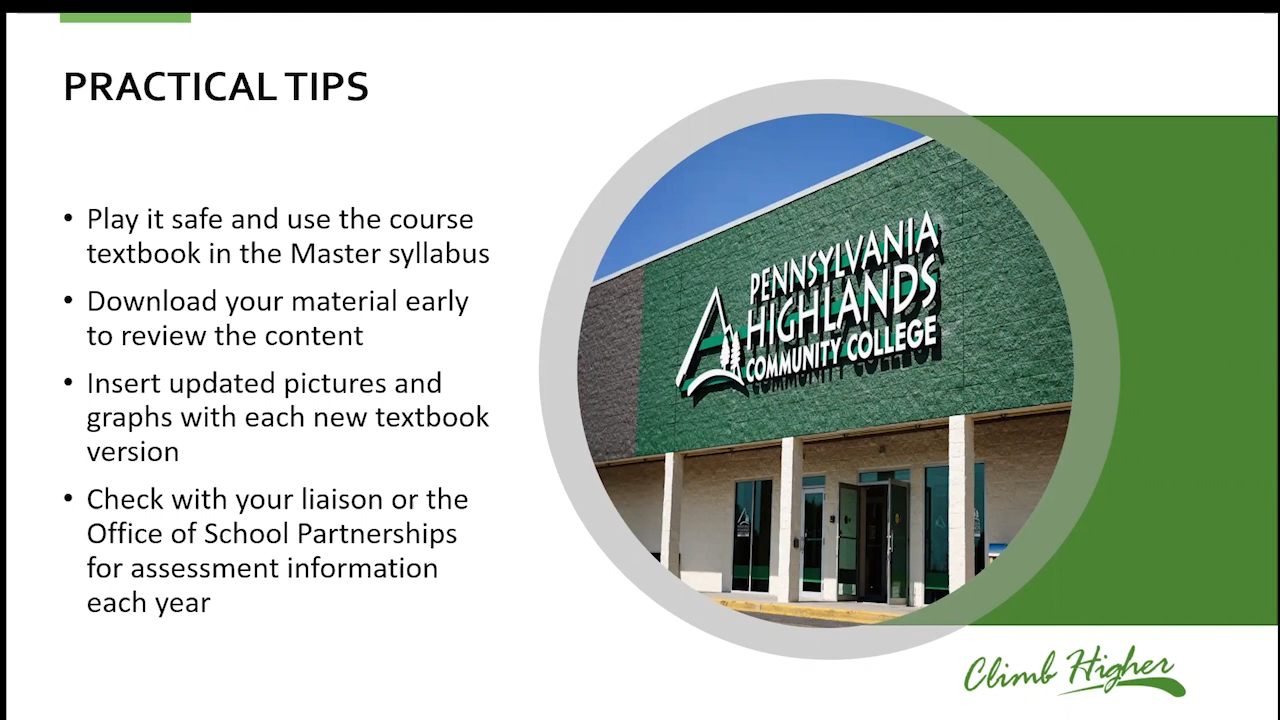 PRACTICAL TIPS
• Play it safe and use the course
textbook in the Master syllabus
• Download your material early
to review the content
• Insert updated pictures and
graphs with each new textbook
version
• Check with your liaison or the
Office of School Partnerships
for assessment information
each year
PENNSYLVANIA
HIGHLANDS
COMMUNITY COLLEGE
Climb Higher